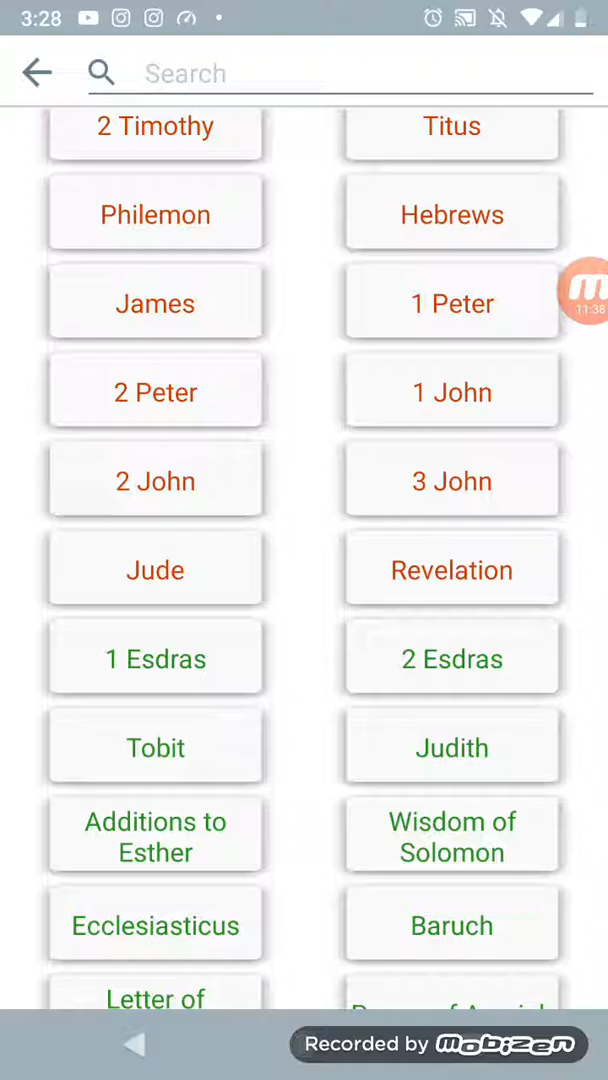 3:28
Search
2 Timothy
Titus
Philemon
Hebrews
James
1 Peter
11:38
2 Peter
1 John
2 John
3 John
Jude
Revelation
1 Esdras
2 Esdras
Tobit
Judith
Additions to
Esther
Wisdom of
Solomon
Ecclesiasticus
Baruch
Letter of
Recorded by mobizen